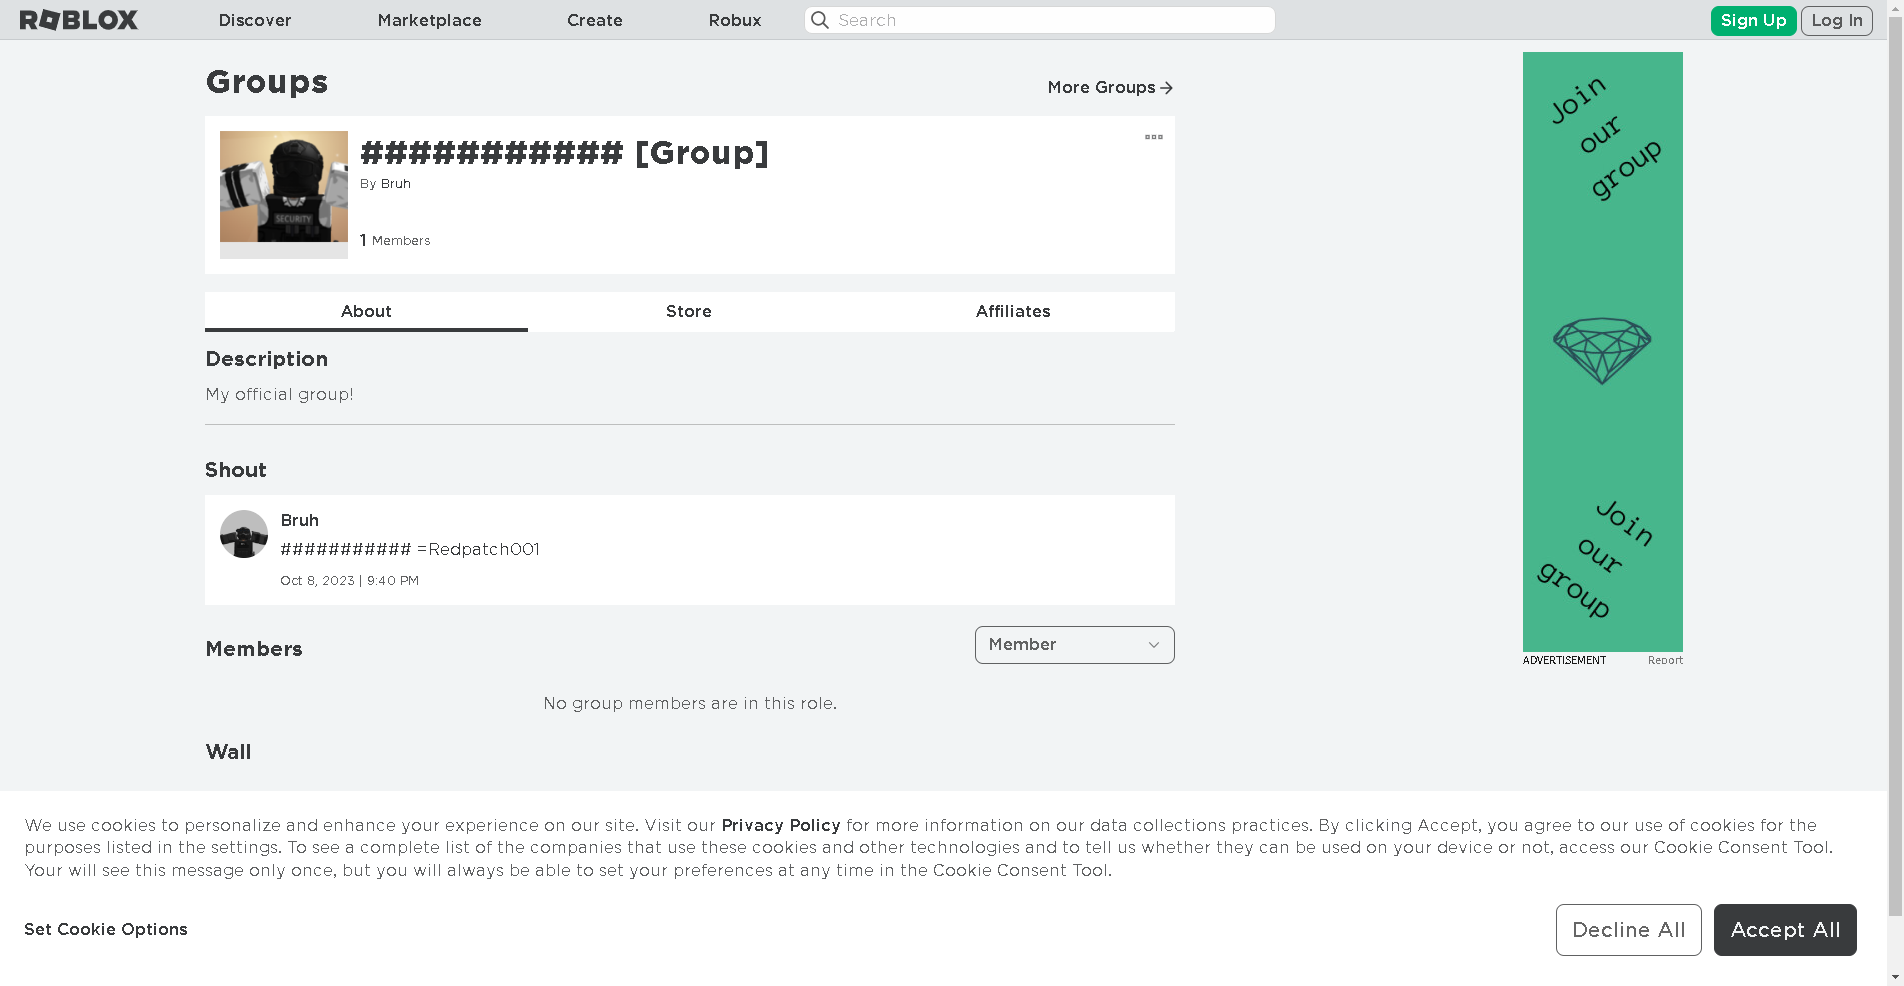 ROBLOX Discover Marketplace Create Robux Search Sign Up Log In
Groups
More Groups
########### [Group]
By Bruh
1 Members
SECURITY
About Store Affiliates
Description
My official group!
Shout
Bruh
########### =Redpatch001
Oct 8, 2023 | 9:40 PM
Members
Member
No group members are in this role.
Wall
Join
our
group
Join
our
group
ADVERTISEMENT Report
We use cookies to personalize and enhance your experience on our site. Visit our Privacy Policy for more information on our data collections practices. By clicking Accept, you agree to our use of cookies for the
purposes listed in the settings. To see a complete list of the companies that use these cookies and other technologies and to tell us whether they can be used on your device or not, access our Cookie Consent Tool.
Your will see this message only once, but you will always be able to set your preferences at any time in the Cookie Consent Tool.
Set Cookie Options
Decline All
Accept All